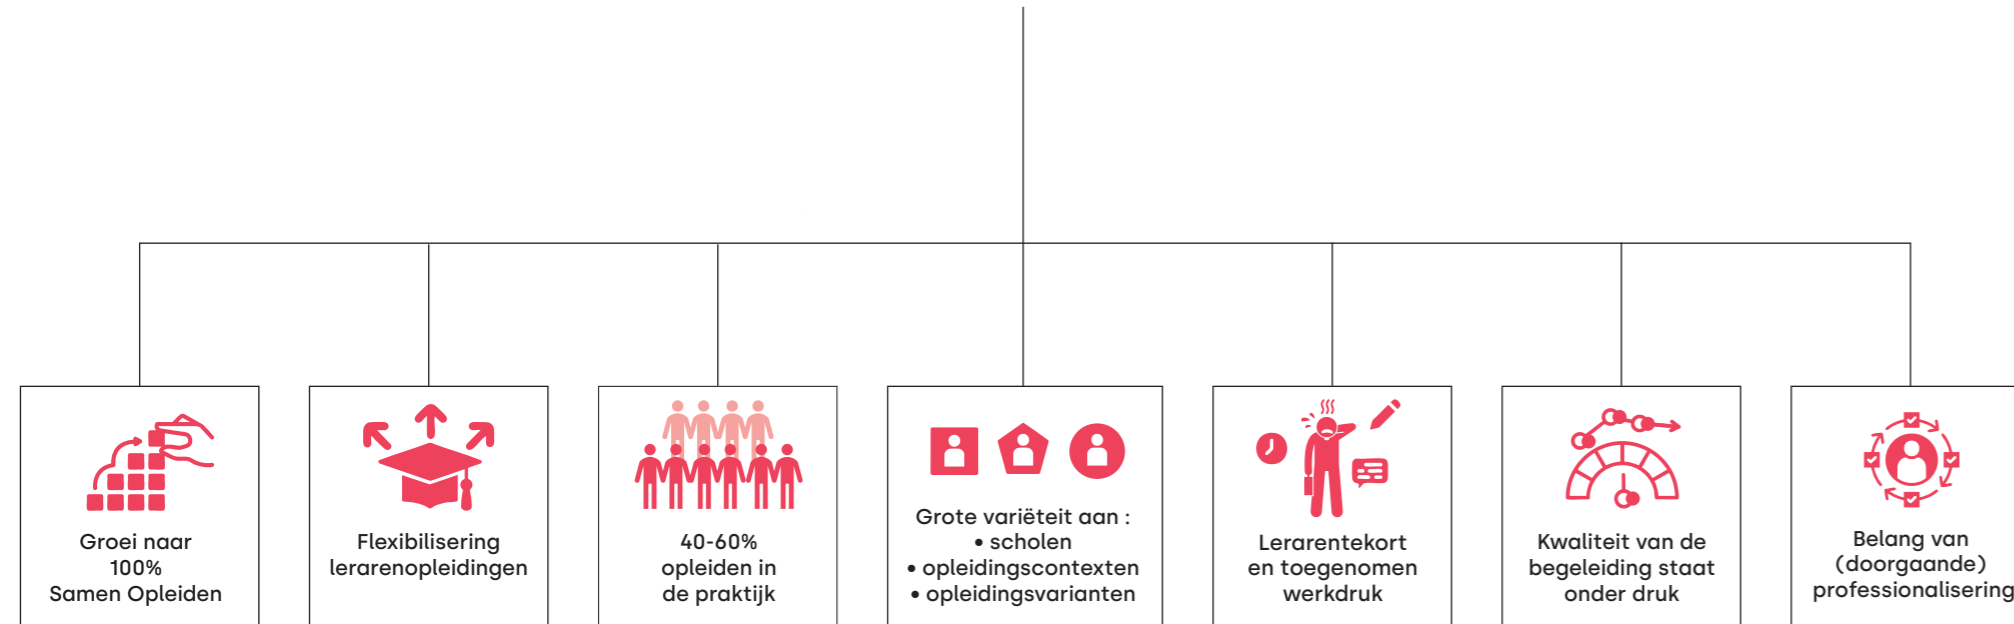 Groei naar
100%
Samen Opleiden
Flexibilisering
lerarenopleidingen
40-60%
opleiden in
de praktijk
Grote variëteit aan :
• scholen
• opleidingscontexten
• opleidingsvarianten
Lerarentekort
en toegenomen
werkdruk
Kwaliteit van de
begeleiding staat
onder druk
Belang van
(doorgaande)
professionalisering